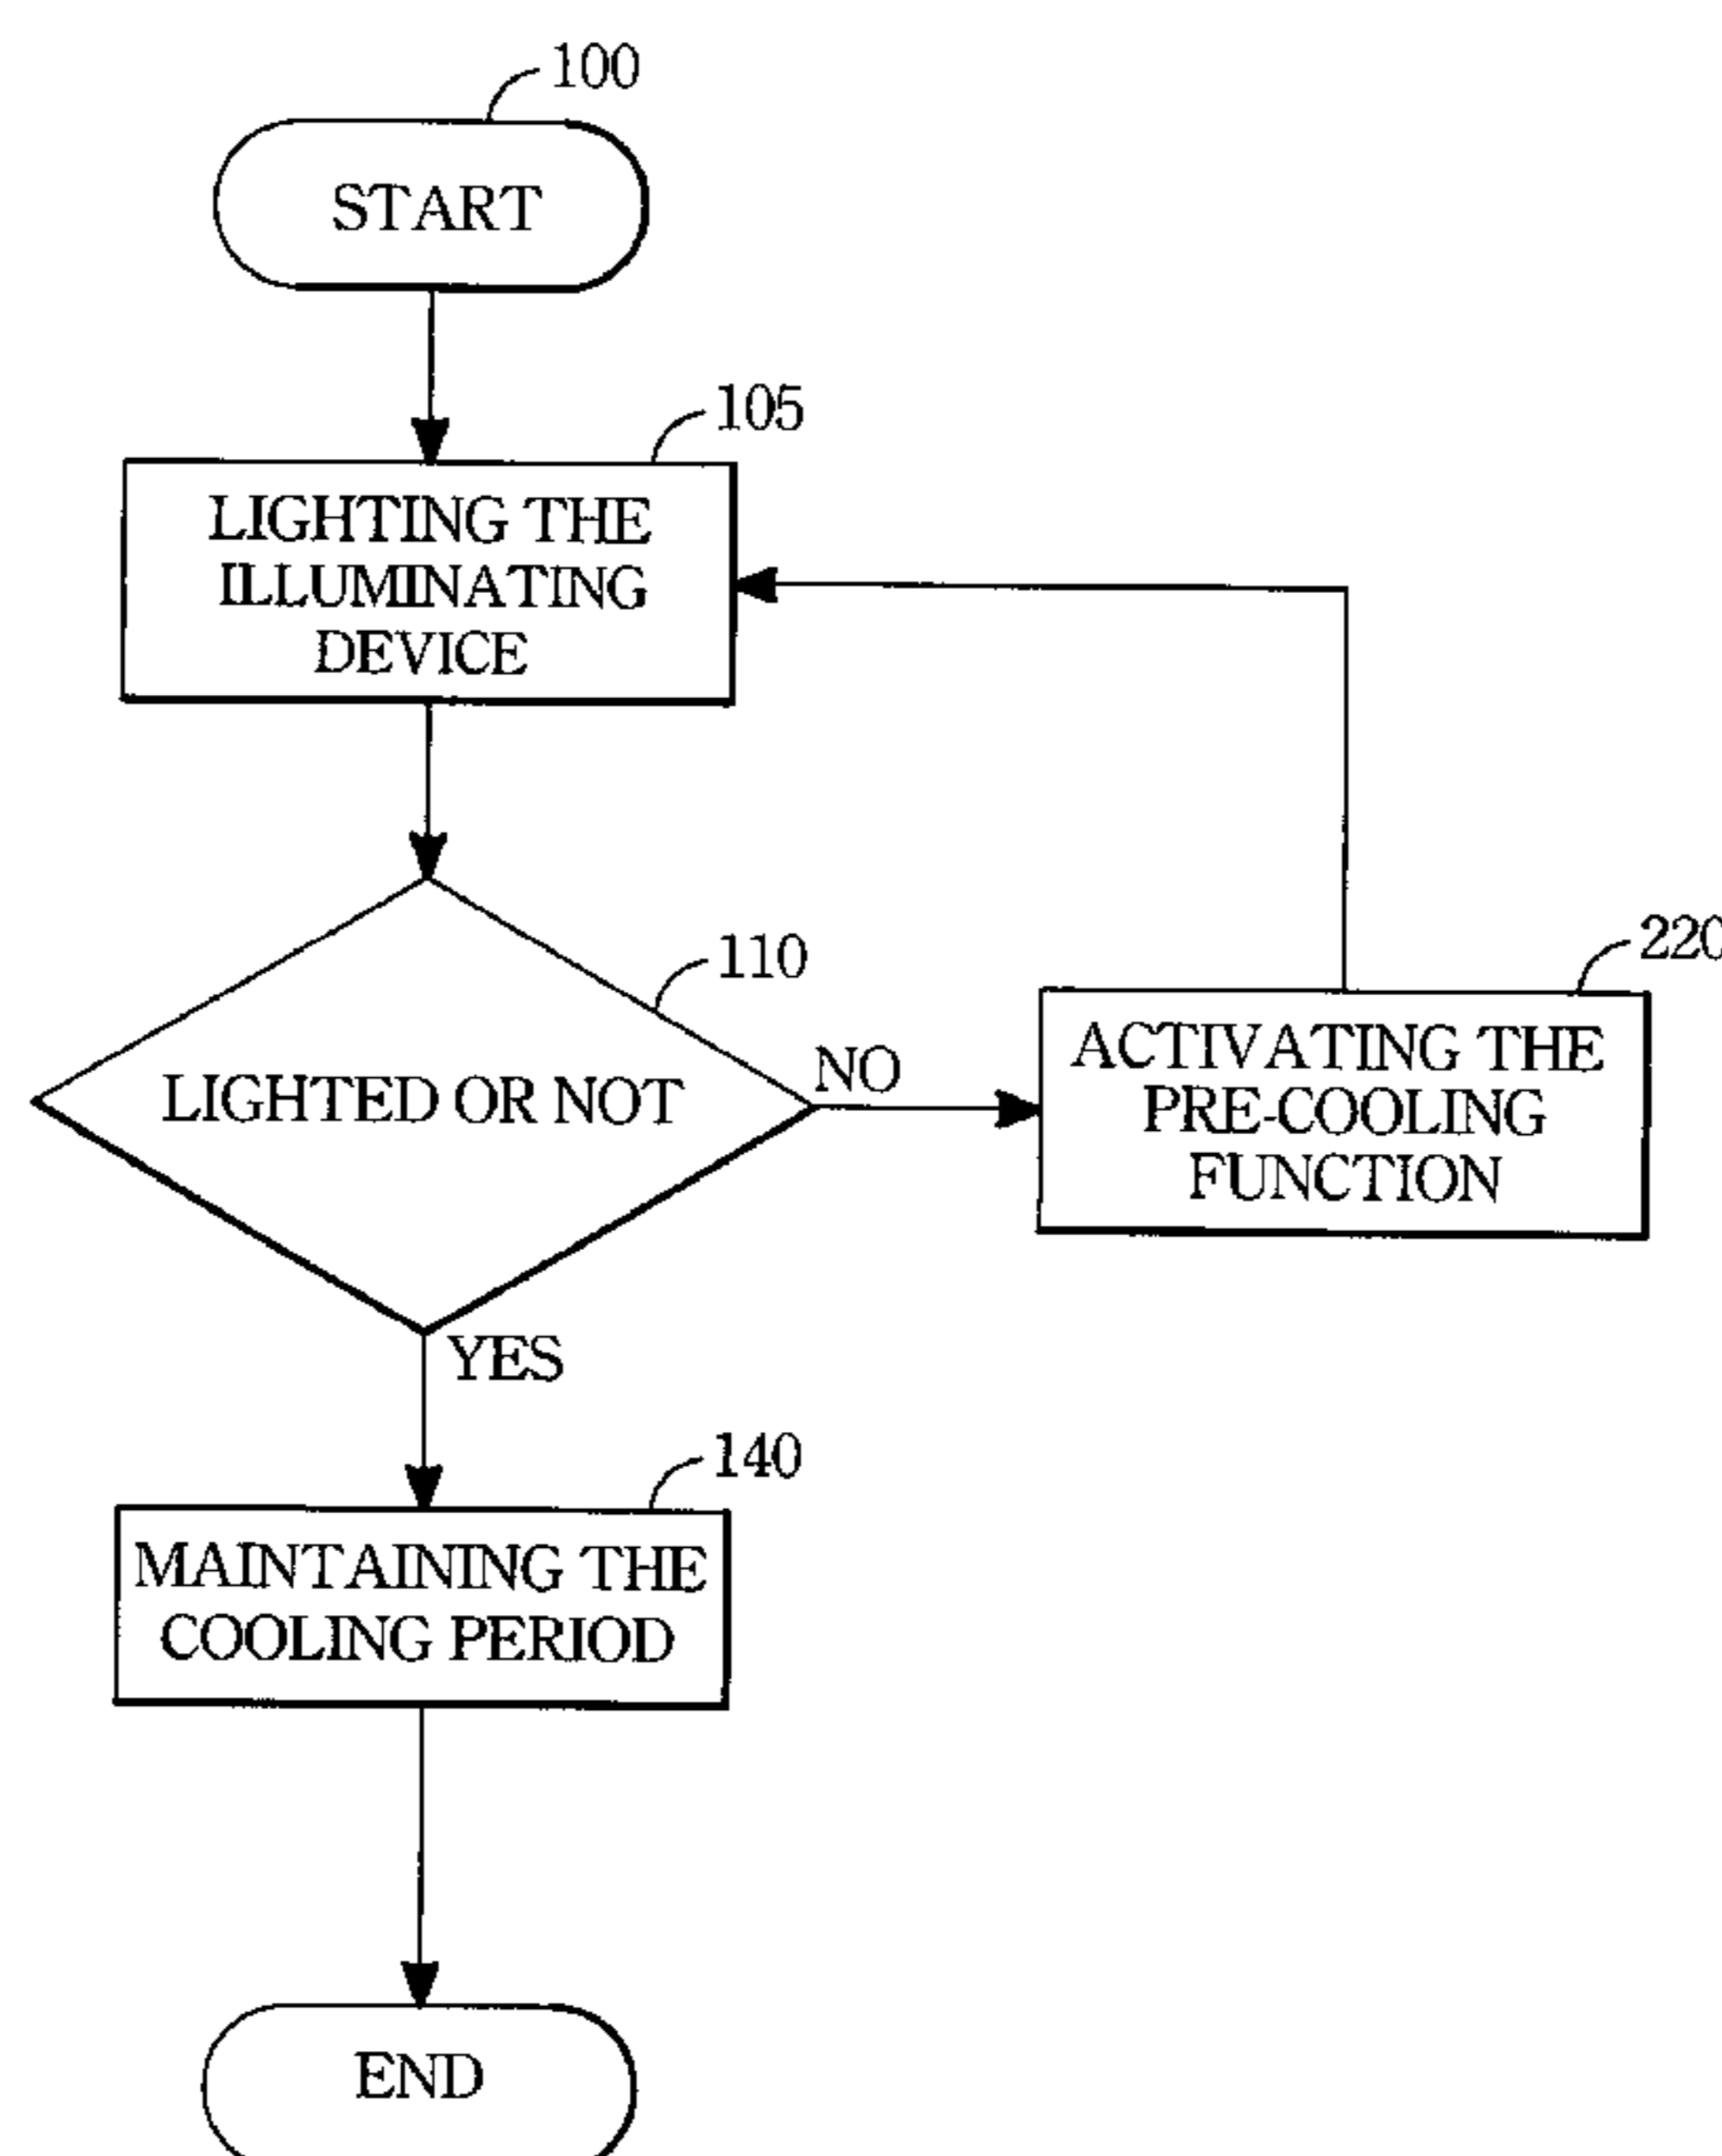 100
START
105
LIGHTING THE
ILLUMINATING
DEVICE
110
LIGHTED OR NOT
NO
220
ACTIVATING THE
PRE-COOLING
FUNCTION
YES
140
MAINTAINING THE
COOLING PERIOD
END